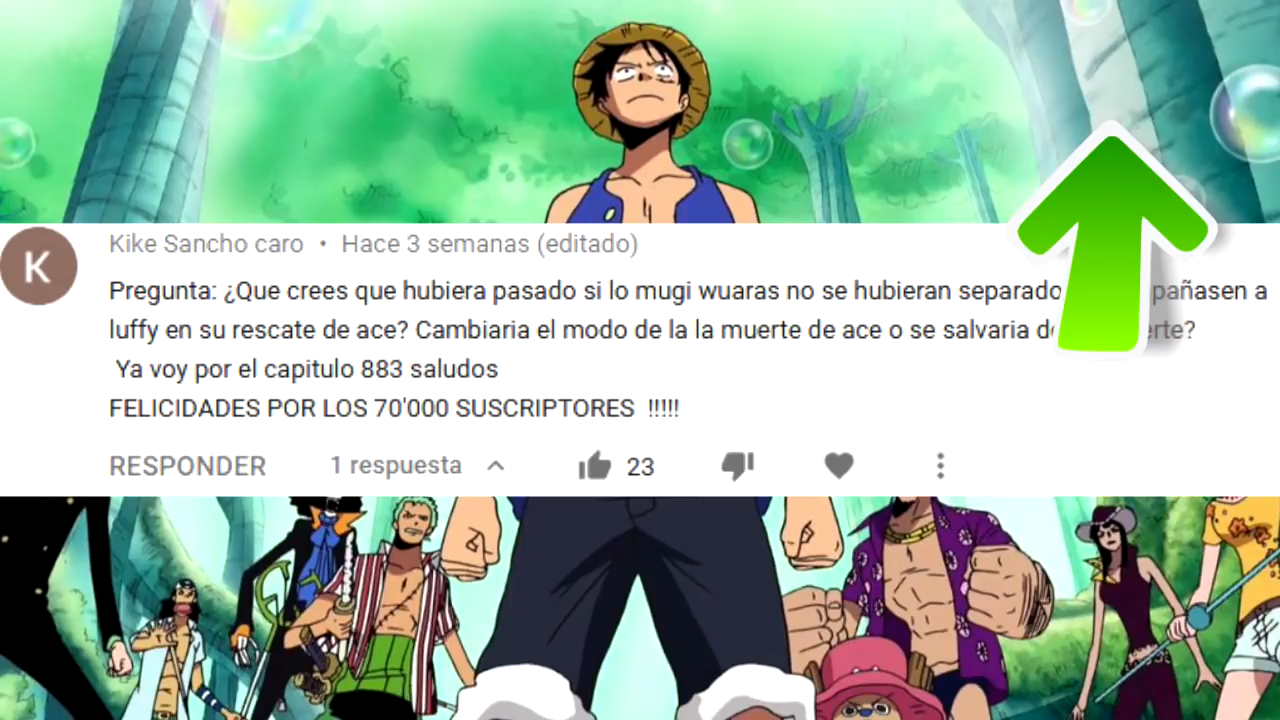 K
Kike Sancho caro • Hace 3 semanas (editado)
Pregunta: ¿Que crees que hubiera pasado si lo mugi wuaras no se hubieran separado pañasen a
luffy en su rescate de ace? Cambiaria el modo de la la muerte de ace o se salvaria
Ya voy por el capitulo 883 saludos
FELICIDADES POR LOS 70'000 SUSCRIPTORES !!!!!
RESPONDER 1 respuesta 23